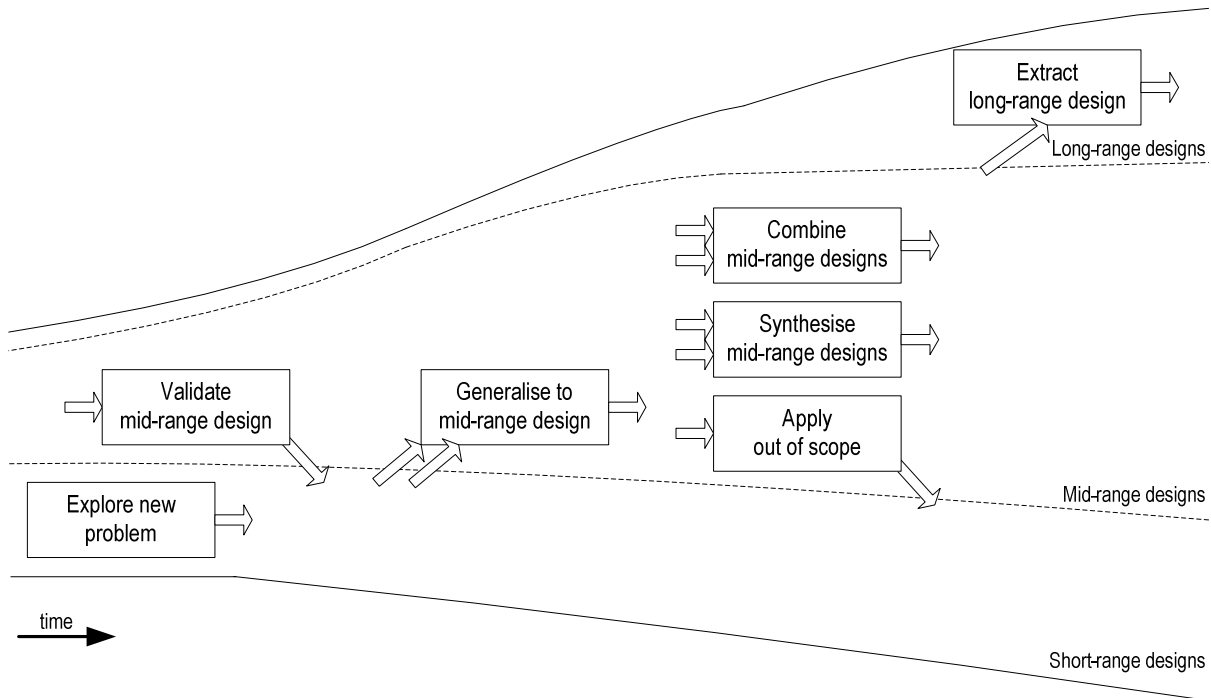 Extract
long-range design
Long-range designs
Combine
mid-range designs
Synthesise
mid-range designs
Validate
mid-range design
Generalise to
mid-range design
Apply
out of scope
Mid-range designs
Explore new
problem
time
Short-range designs